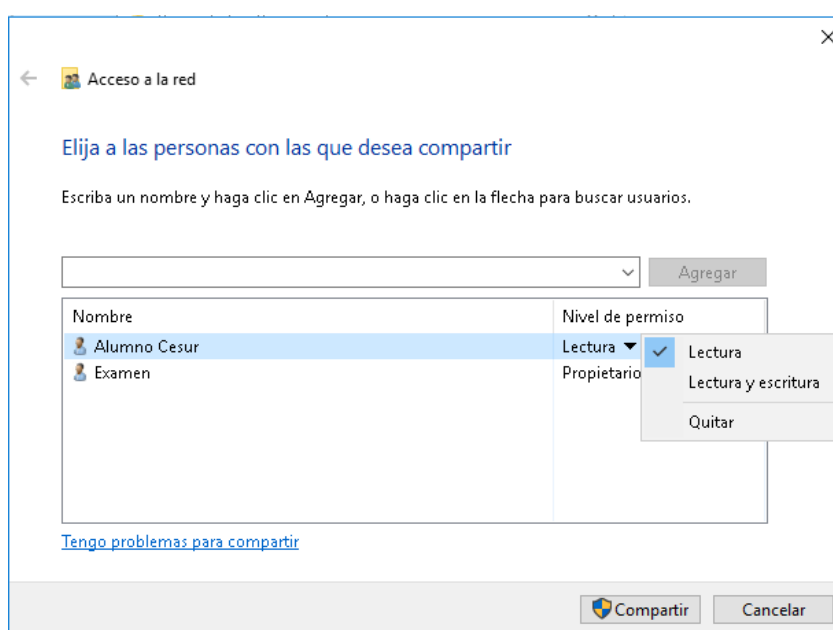 Acceso a la red
Elija a las personas con las que desea compartir
Escriba un nombre y haga clic en Agregar, o haga clic en la flecha para buscar usuarios.
Agregar
Nombre Nivel de permiso
Alumno Cesur Lectura
Lectura
Examen Propietario
Lectura y escritura
Quitar
Tengo problemas para compartir
Compartir Cancelar